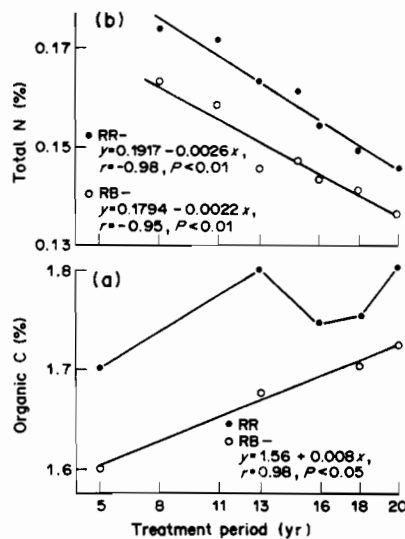 (b)
0.17
0.15
0.13
Total N (%)
● RR-
y=0.1917-0.0026x,
r=-0.98, P<0.01
○ RB-
y=0.1794-0.0022x,
r=-0.95, P<0.01
(a)
1.8
1.7
1.6
Organic C (%)
● RR
○ RB-
y=1.56+0.008x,
r=0.98, P<0.05
5 8 11 13 16 18 20
Treatment period (yr)